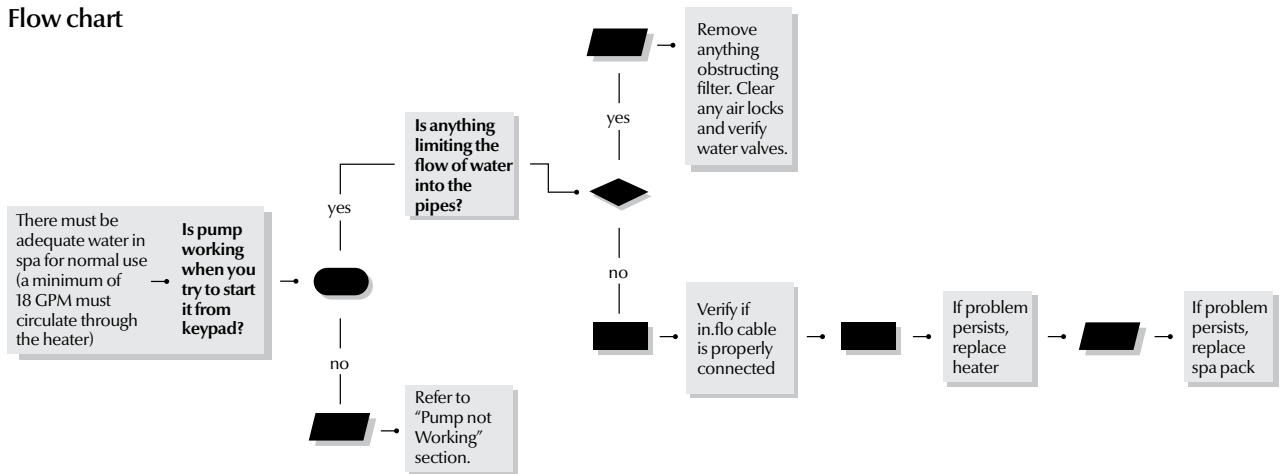 Flow chart
There must be
adequate water in
spa for normal use
(a minimum of
18 GPM must
circulate through
the heater)
Is pump
working
when you
try to start
it from
keypad?
yes
no
Refer to
“Pump not
Working”
section.
Is anything
limiting the
flow of water
into the
pipes?
yes
Remove
anything
obstructing
filter. Clear
any air locks
and verify
water valves.
no
Verify if
in.flo cable
is properly
connected
If problem
persists,
replace
heater
If problem
persists,
replace
spa pack